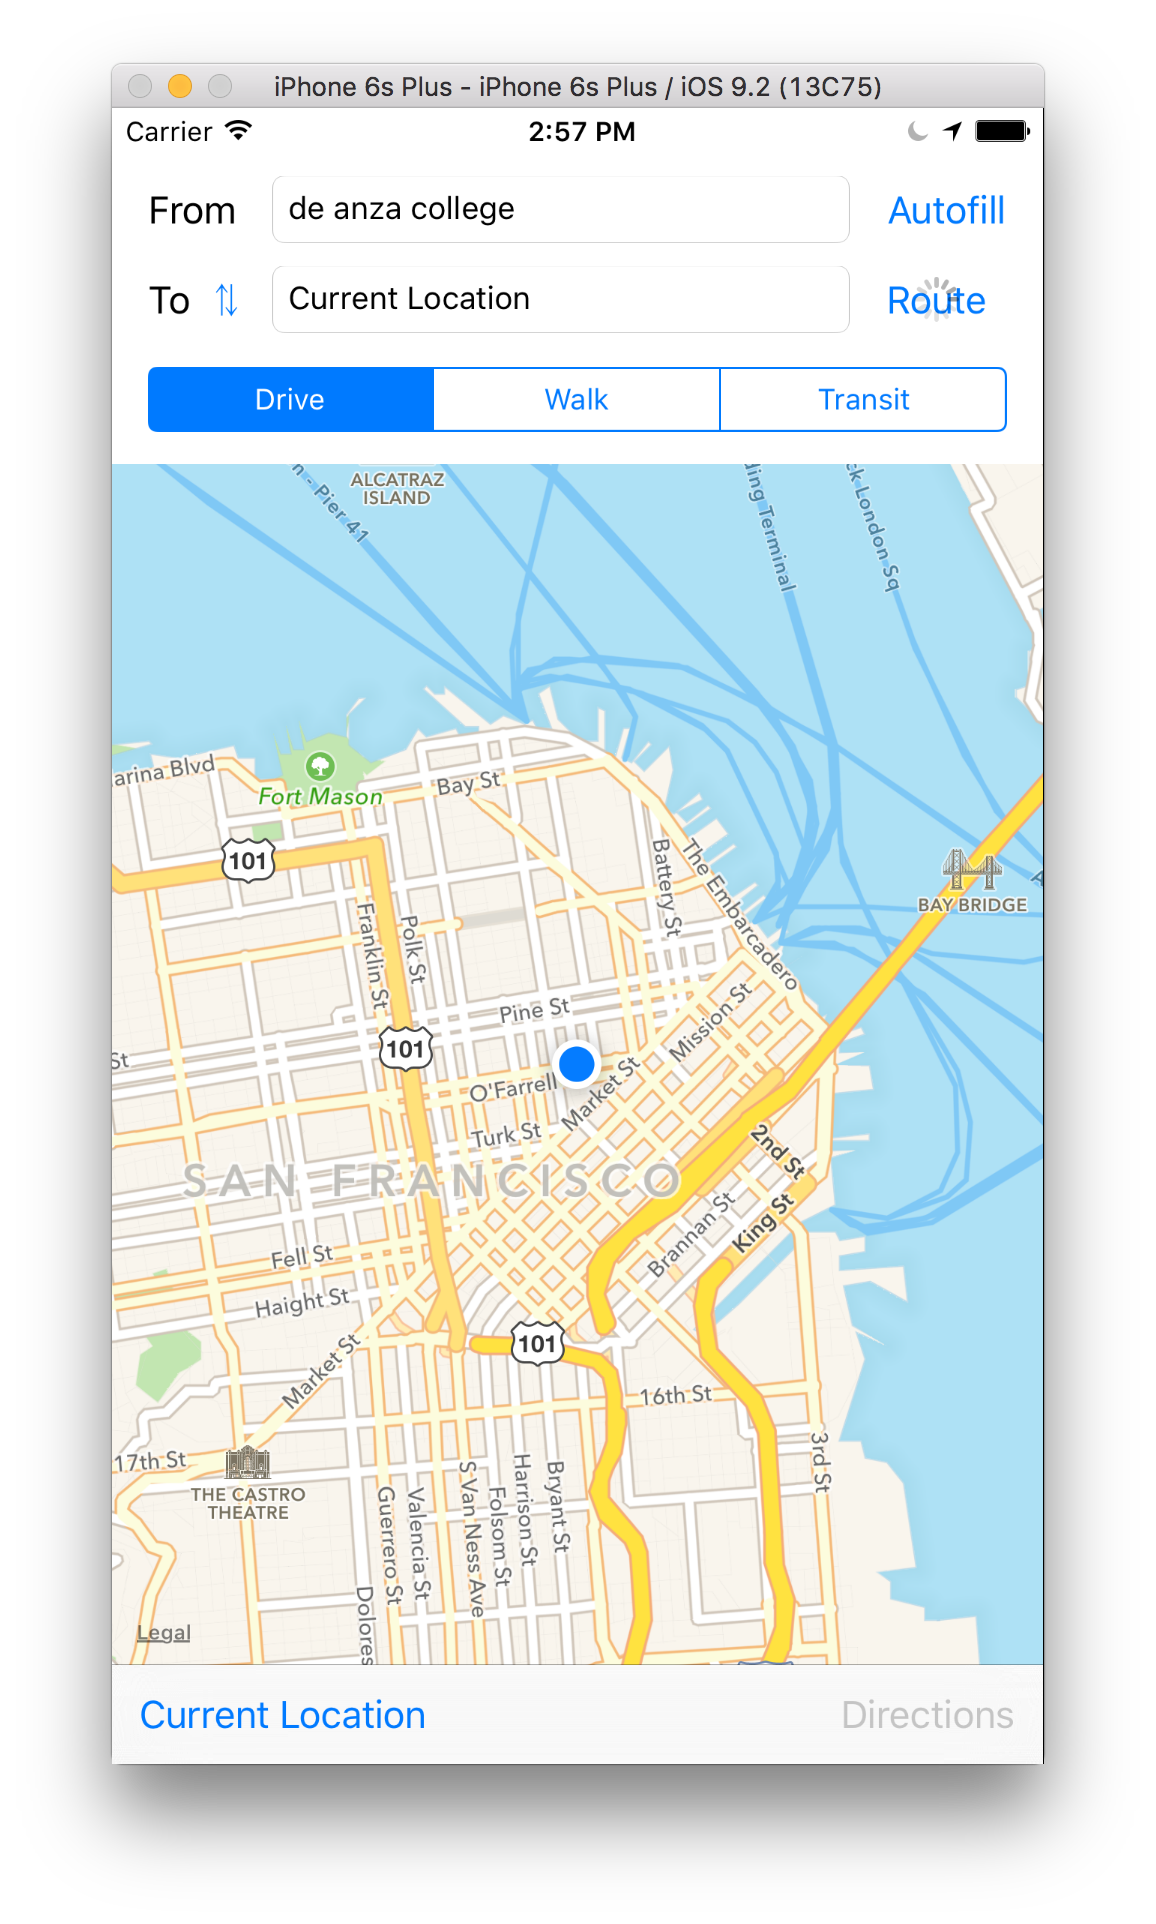 iPhone 6s Plus - iPhone 6s Plus / iOS 9.2 (13C75)
Carrier 2:57 PM
From de anza college Autofill
To Current Location Route
Drive Walk Transit
ALCATRAZ
ISLAND
n - Pier 41
ding Terminal
ck London Sq
arina Blvd
Fort Mason
Bay St
101
Battery St
The Embarcadero
BAY BRIDGE
Franklin St
Polk St
Pine St
Mission St
101
St
O'Farrell
Market St
Turk St
2nd St
SAN FRANCISCO
Brannan St
King St
Fell St
Haight St
Market St
101
16th St
17th St
THE CASTRO
THEATRE
3rd St
Guerrero St
Valencia St
S Van Ness Ave
Folsom St
Harrison St
Bryant St
Dolores
Legal
Current Location Directions